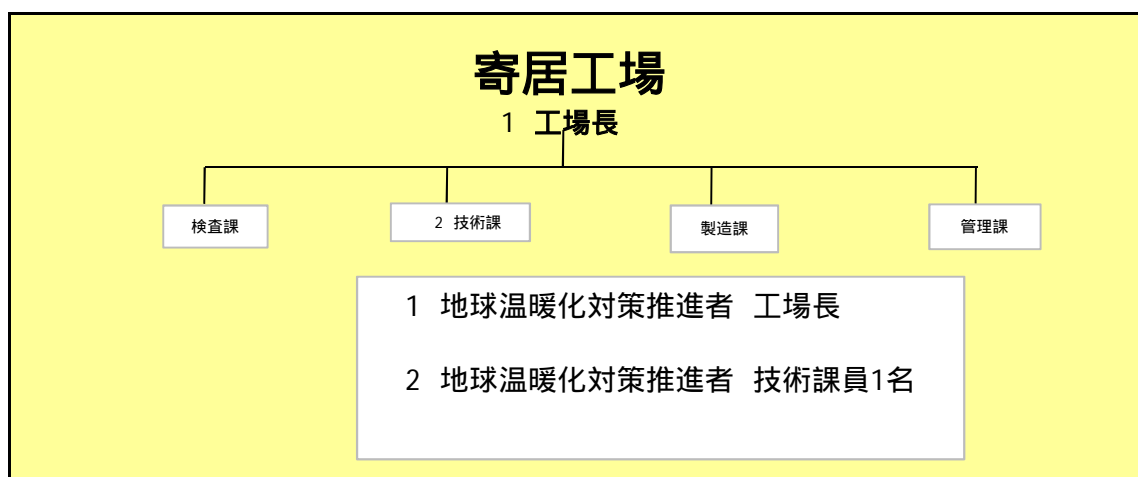 寄居工場
1 工場長
検査課
2 技術課
製造課
管理課
1 地球温暖化対策推進者 工場長
2 地球温暖化対策推進者 技術課員1名